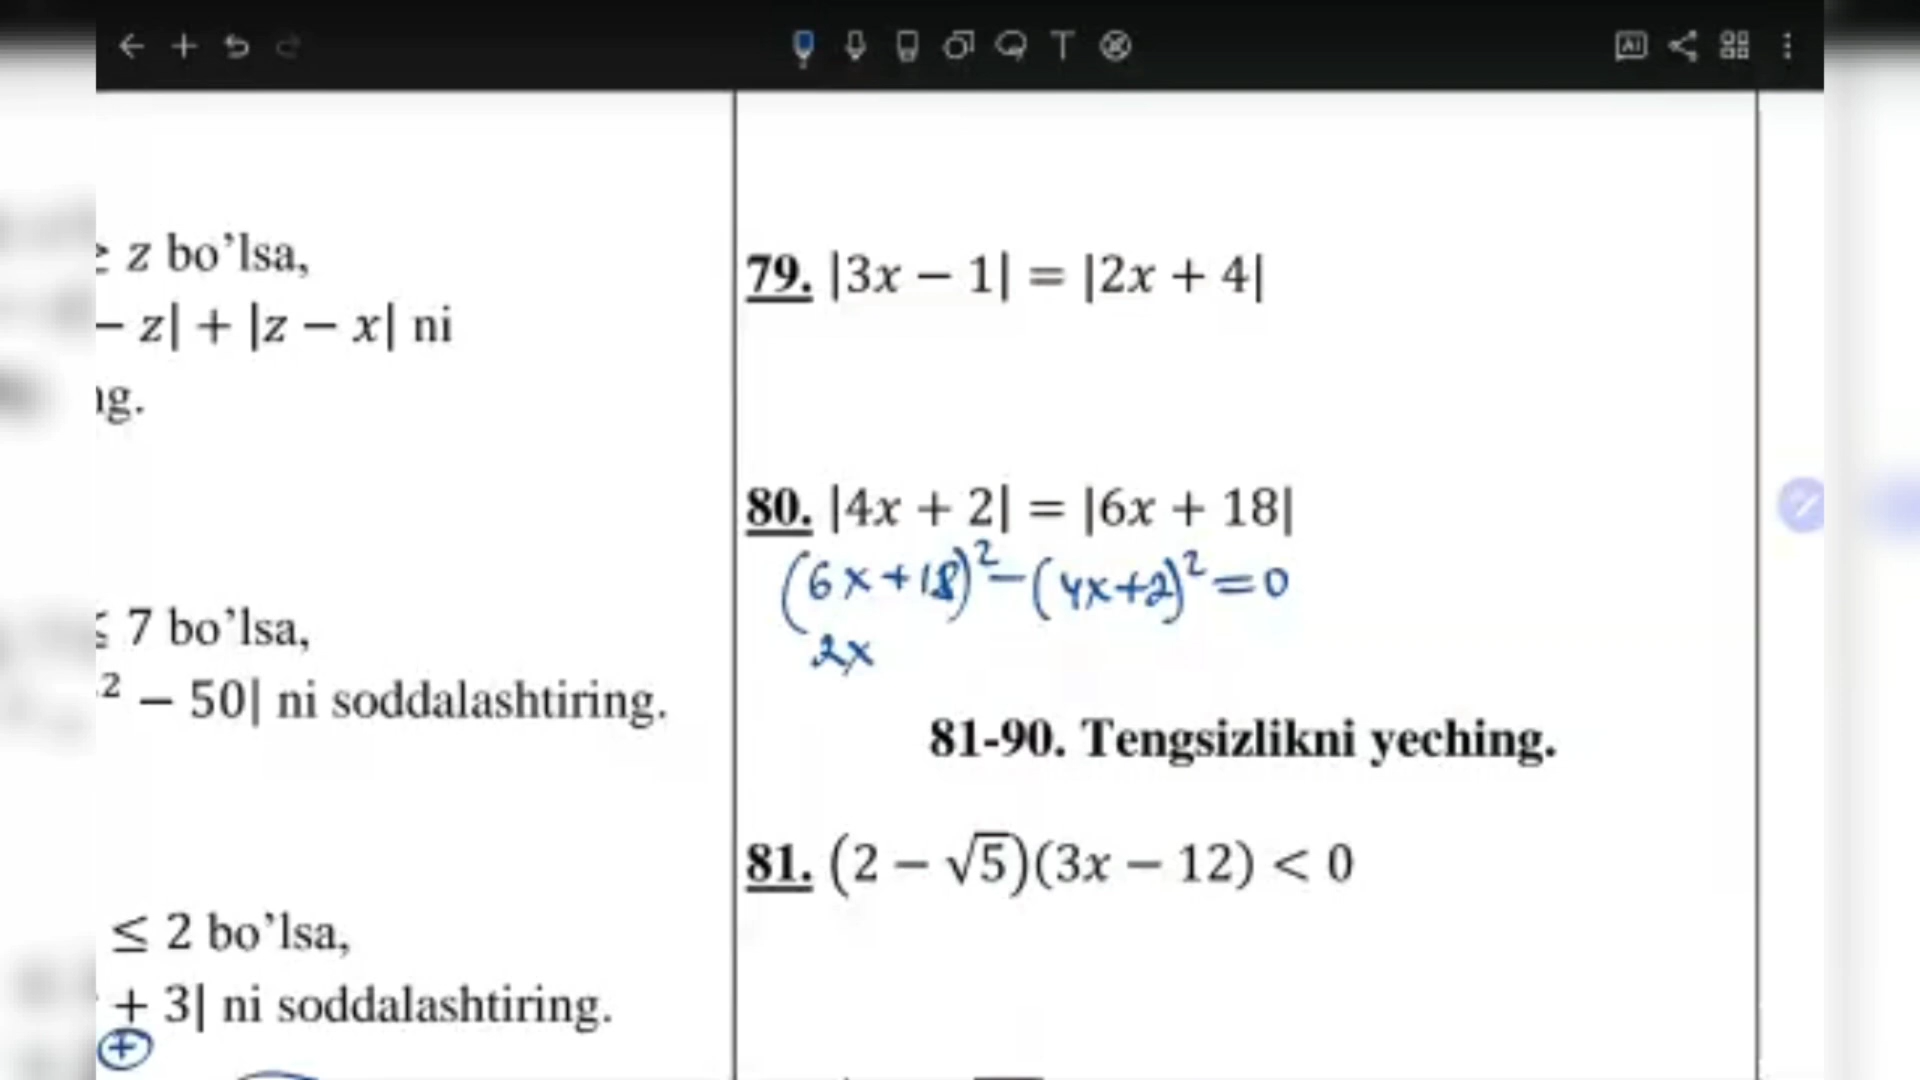 z bo’lsa,
− z| + |z − x| ni
79. |3x − 1| = |2x + 4|
80. |4x + 2| = |6x + 18|
(6x+18)²−(4x+2)²=0
2x
≤ 7 bo’lsa,
² − 50| ni soddalashtiring.
81-90. Tengsizlikni yeching.
81. (2 − √5)(3x − 12) < 0
≤ 2 bo’lsa,
+ 3| ni soddalashtiring.
+